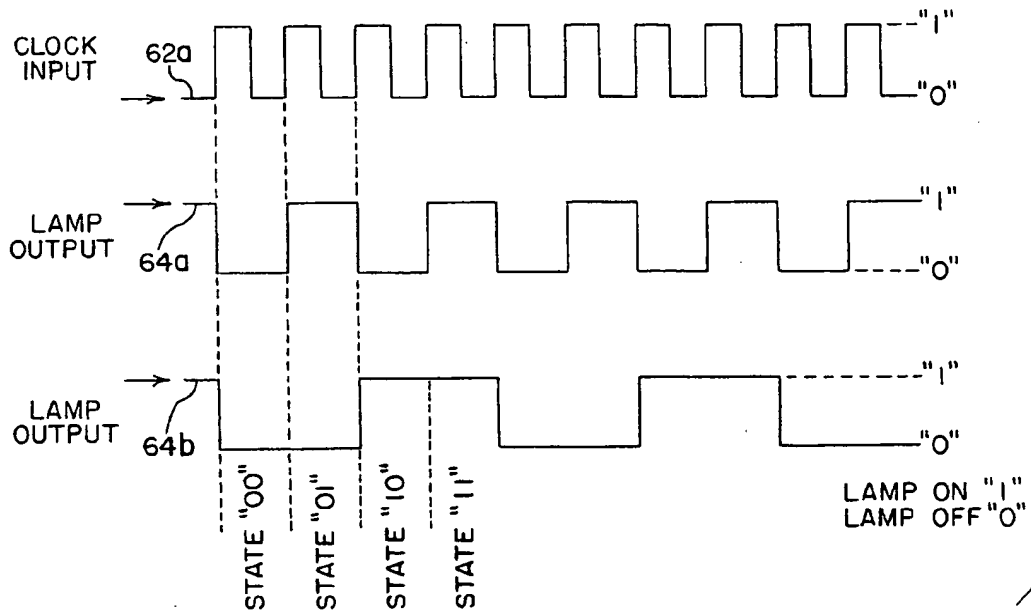 CLOCK
INPUT
62a
"1"
"0"
LAMP
OUTPUT
64a
"1"
"0"
LAMP
OUTPUT
64b
"1"
"0"
STATE "00"
STATE "01"
STATE "10"
STATE "11"
LAMP ON "1"
LAMP OFF "0"